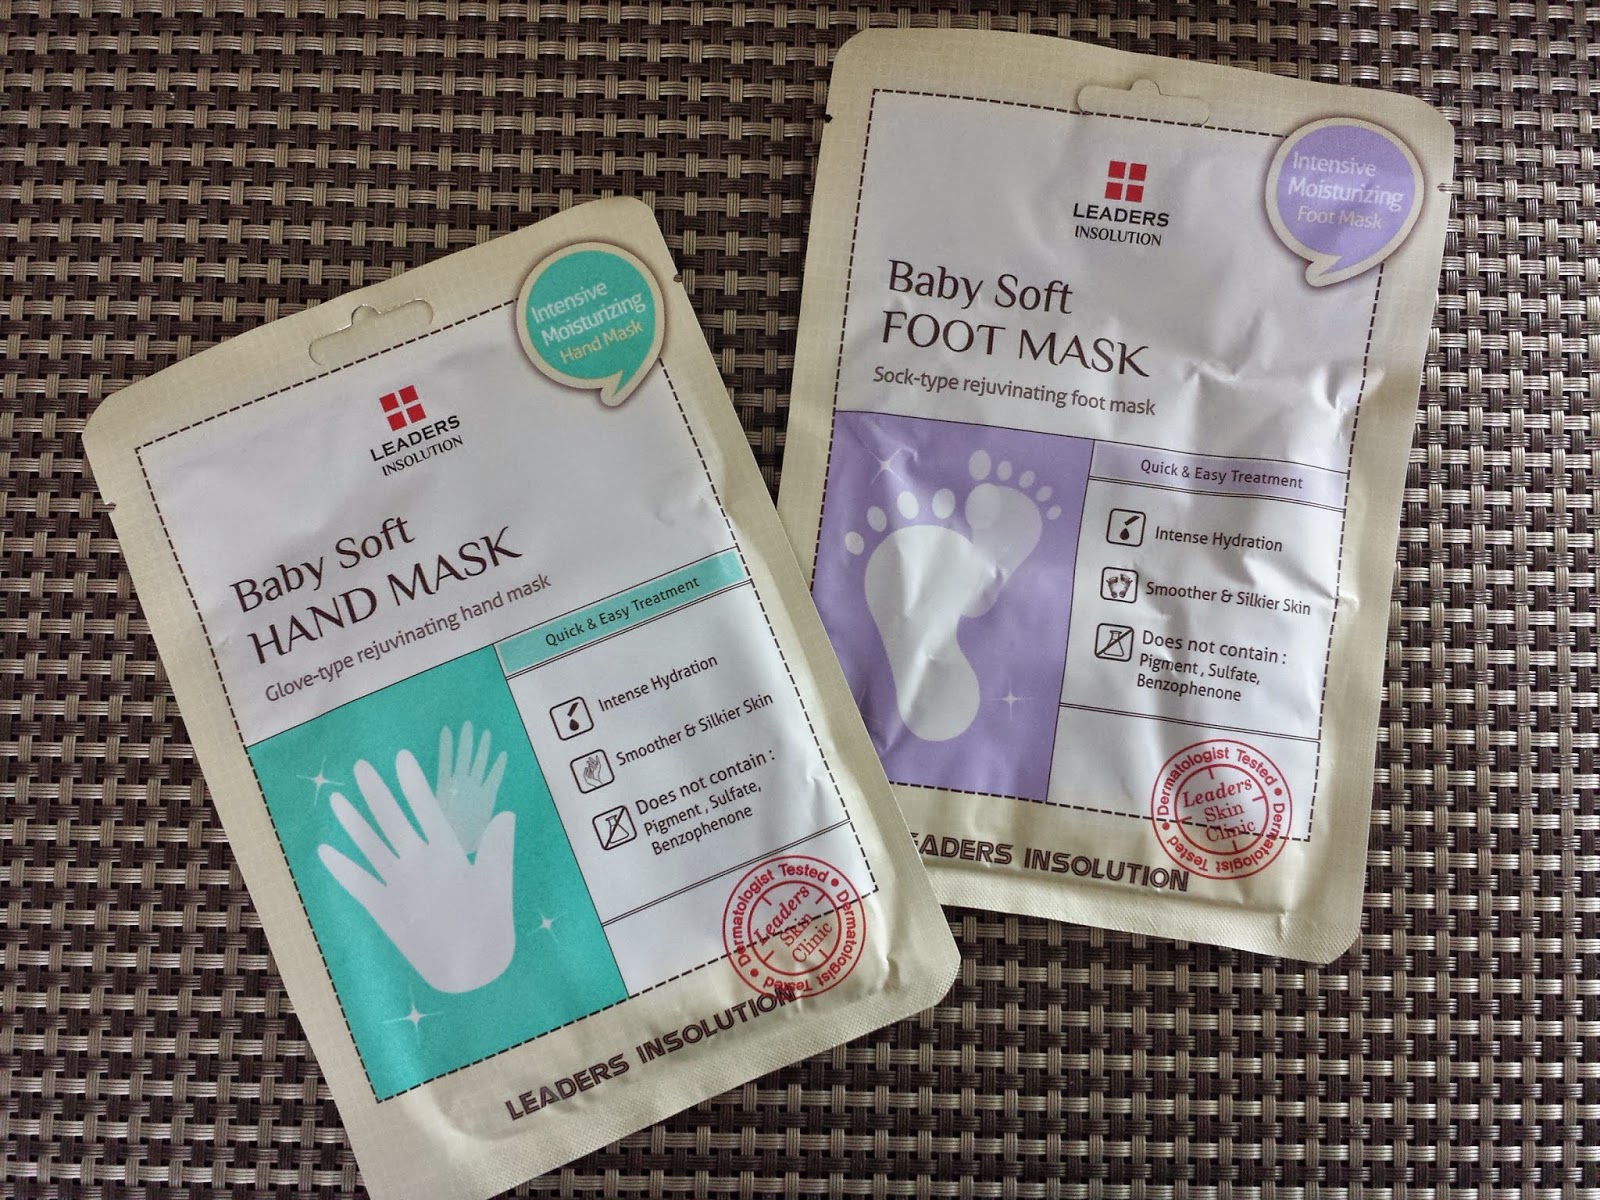 Intensive
Moisturizing
Hand Mask
LEADERS
INSOLUTION
Baby Soft
HAND MASK
Glove-type rejuvinating hand mask
Quick & Easy Treatment
Intense Hydration
Smoother & Silkier Skin
Does not contain :
Pigment , Sulfate,
Benzophenone
Dermatologist Tested • Dermatologist Tested •
Leaders
Skin
Clinic
LEADERS INSOLUTION
Intensive
Moisturizing
Foot Mask
LEADERS
INSOLUTION
Baby Soft
FOOT MASK
Sock-type rejuvinating foot mask
Quick & Easy Treatment
Intense Hydration
Smoother & Silkier Skin
Does not contain :
Pigment , Sulfate,
Benzophenone
Dermatologist Tested • Dermatologist Tested •
Leaders
Skin
Clinic
LEADERS INSOLUTION